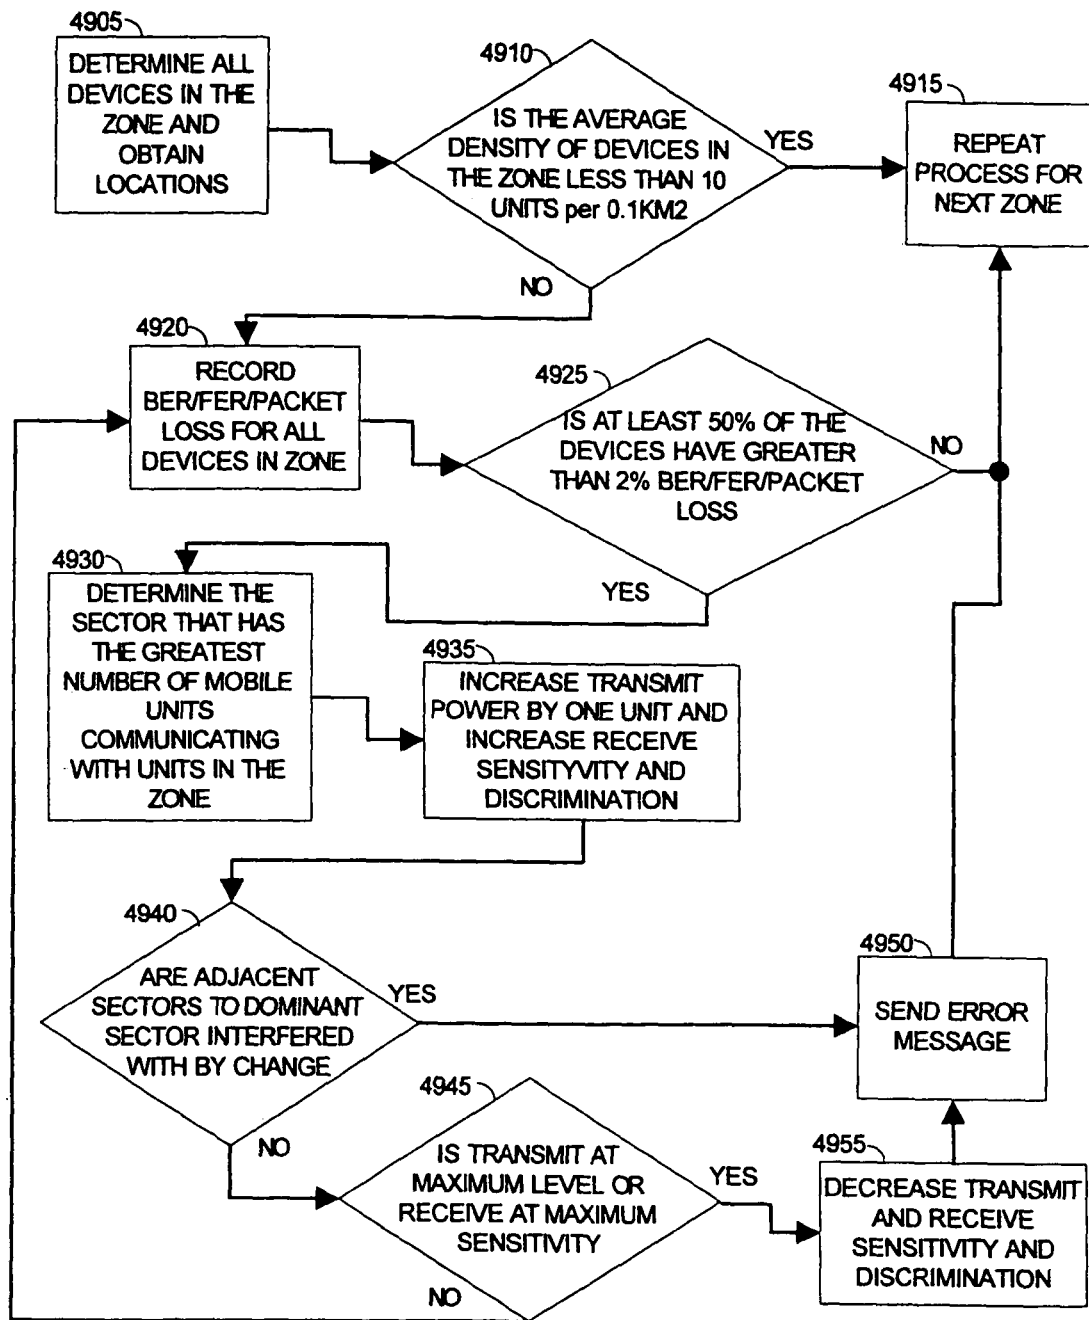 4905
DETERMINE ALL
DEVICES IN THE
ZONE AND
OBTAIN
LOCATIONS
4910
IS THE AVERAGE
DENSITY OF DEVICES IN
THE ZONE LESS THAN 10
UNITS per 0.1KM2
YES
NO
4915
REPEAT
PROCESS FOR
NEXT ZONE
4920
RECORD
BER/FER/PACKET
LOSS FOR ALL
DEVICES IN ZONE
4925
IS AT LEAST 50% OF THE
DEVICES HAVE GREATER
THAN 2% BER/FER/PACKET
LOSS
NO
YES
4930
DETERMINE THE
SECTOR THAT HAS
THE GREATEST
NUMBER OF MOBILE
UNITS
COMMUNICATING
WITH UNITS IN THE
ZONE
4935
INCREASE TRANSMIT
POWER BY ONE UNIT AND
INCREASE RECEIVE
SENSITYVITY AND
DISCRIMINATION
4940
ARE ADJACENT
SECTORS TO DOMINANT
SECTOR INTERFERED
WITH BY CHANGE
YES
NO
4950
SEND ERROR
MESSAGE
4945
IS TRANSMIT AT
MAXIMUM LEVEL OR
RECEIVE AT MAXIMUM
SENSITIVITY
YES
NO
4955
DECREASE TRANSMIT
AND RECEIVE
SENSITIVITY AND
DISCRIMINATION